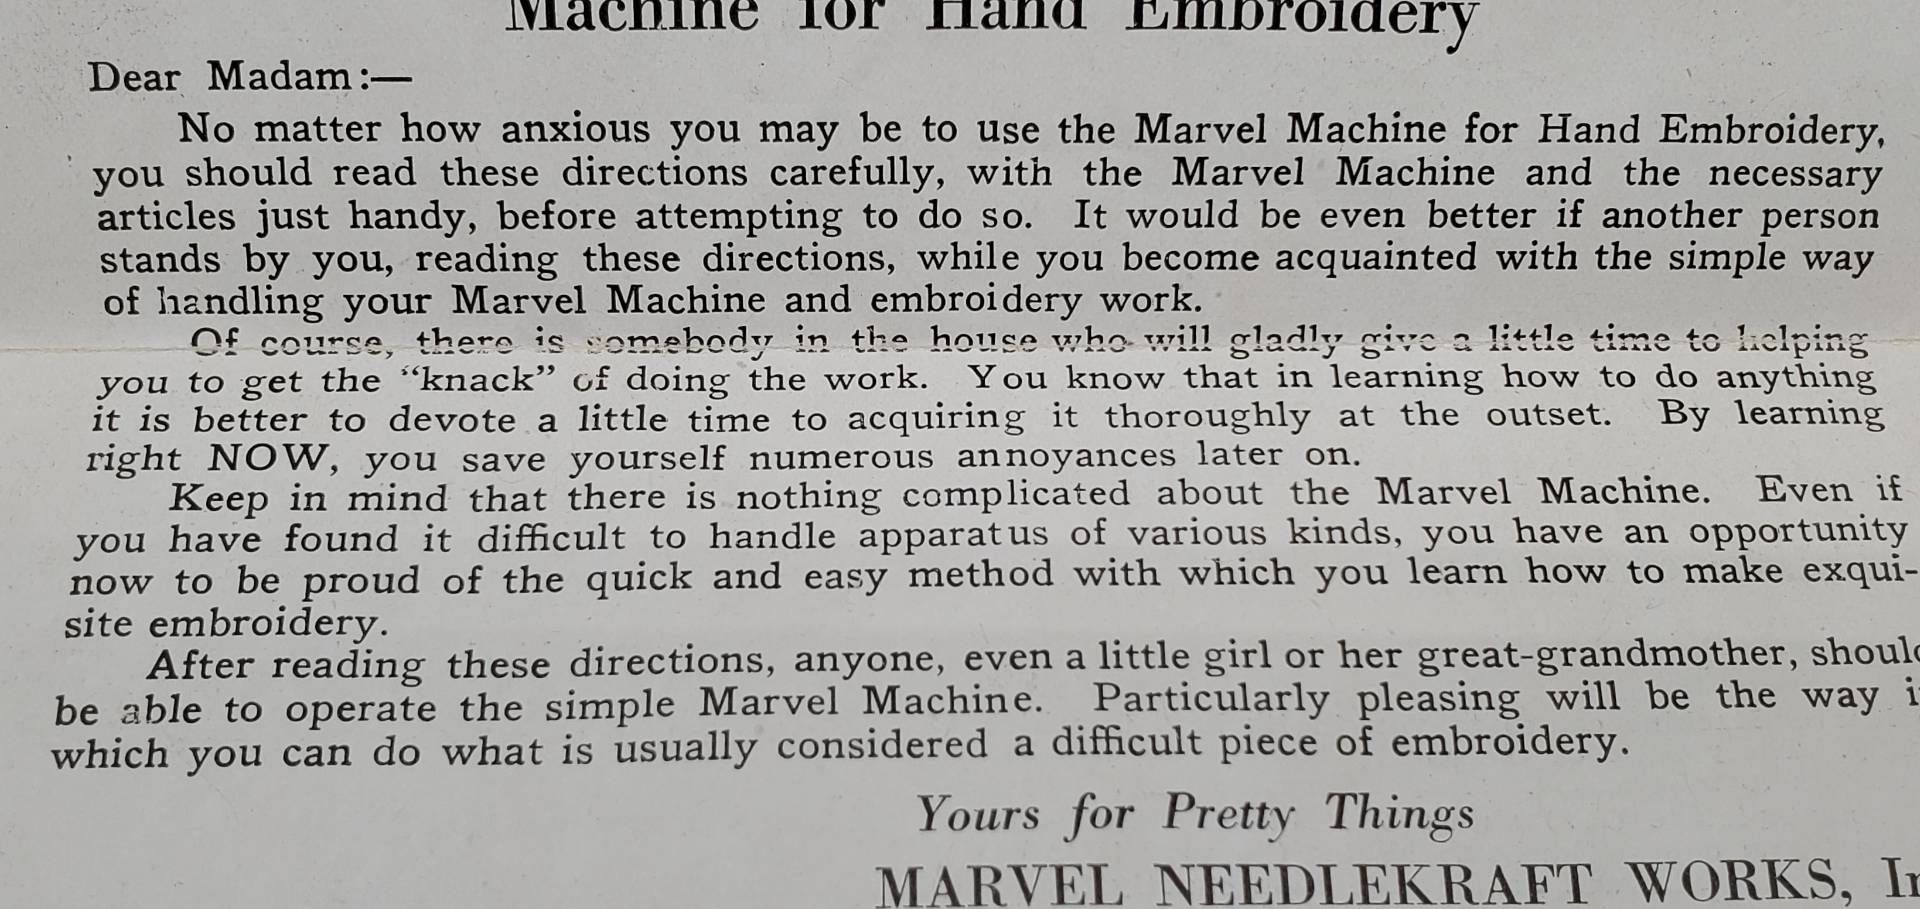 Machine for Hand Embroidery
Dear Madam:—
No matter how anxious you may be to use the Marvel Machine for Hand Embroidery,
you should read these directions carefully, with the Marvel Machine and the necessary
articles just handy, before attempting to do so. It would be even better if another person
stands by you, reading these directions, while you become acquainted with the simple way
of handling your Marvel Machine and embroidery work.
Of course, there is somebody in the house who will gladly give a little time to helping
you to get the “knack” of doing the work. You know that in learning how to do anything
it is better to devote a little time to acquiring it thoroughly at the outset. By learning
right NOW, you save yourself numerous annoyances later on.
Keep in mind that there is nothing complicated about the Marvel Machine. Even if
you have found it difficult to handle apparatus of various kinds, you have an opportunity
now to be proud of the quick and easy method with which you learn how to make exqui-
site embroidery.
After reading these directions, anyone, even a little girl or her great-grandmother, should
be able to operate the simple Marvel Machine. Particularly pleasing will be the way i
which you can do what is usually considered a difficult piece of embroidery.
Yours for Pretty Things
MARVEL NEEDLEKRAFT WORKS, In